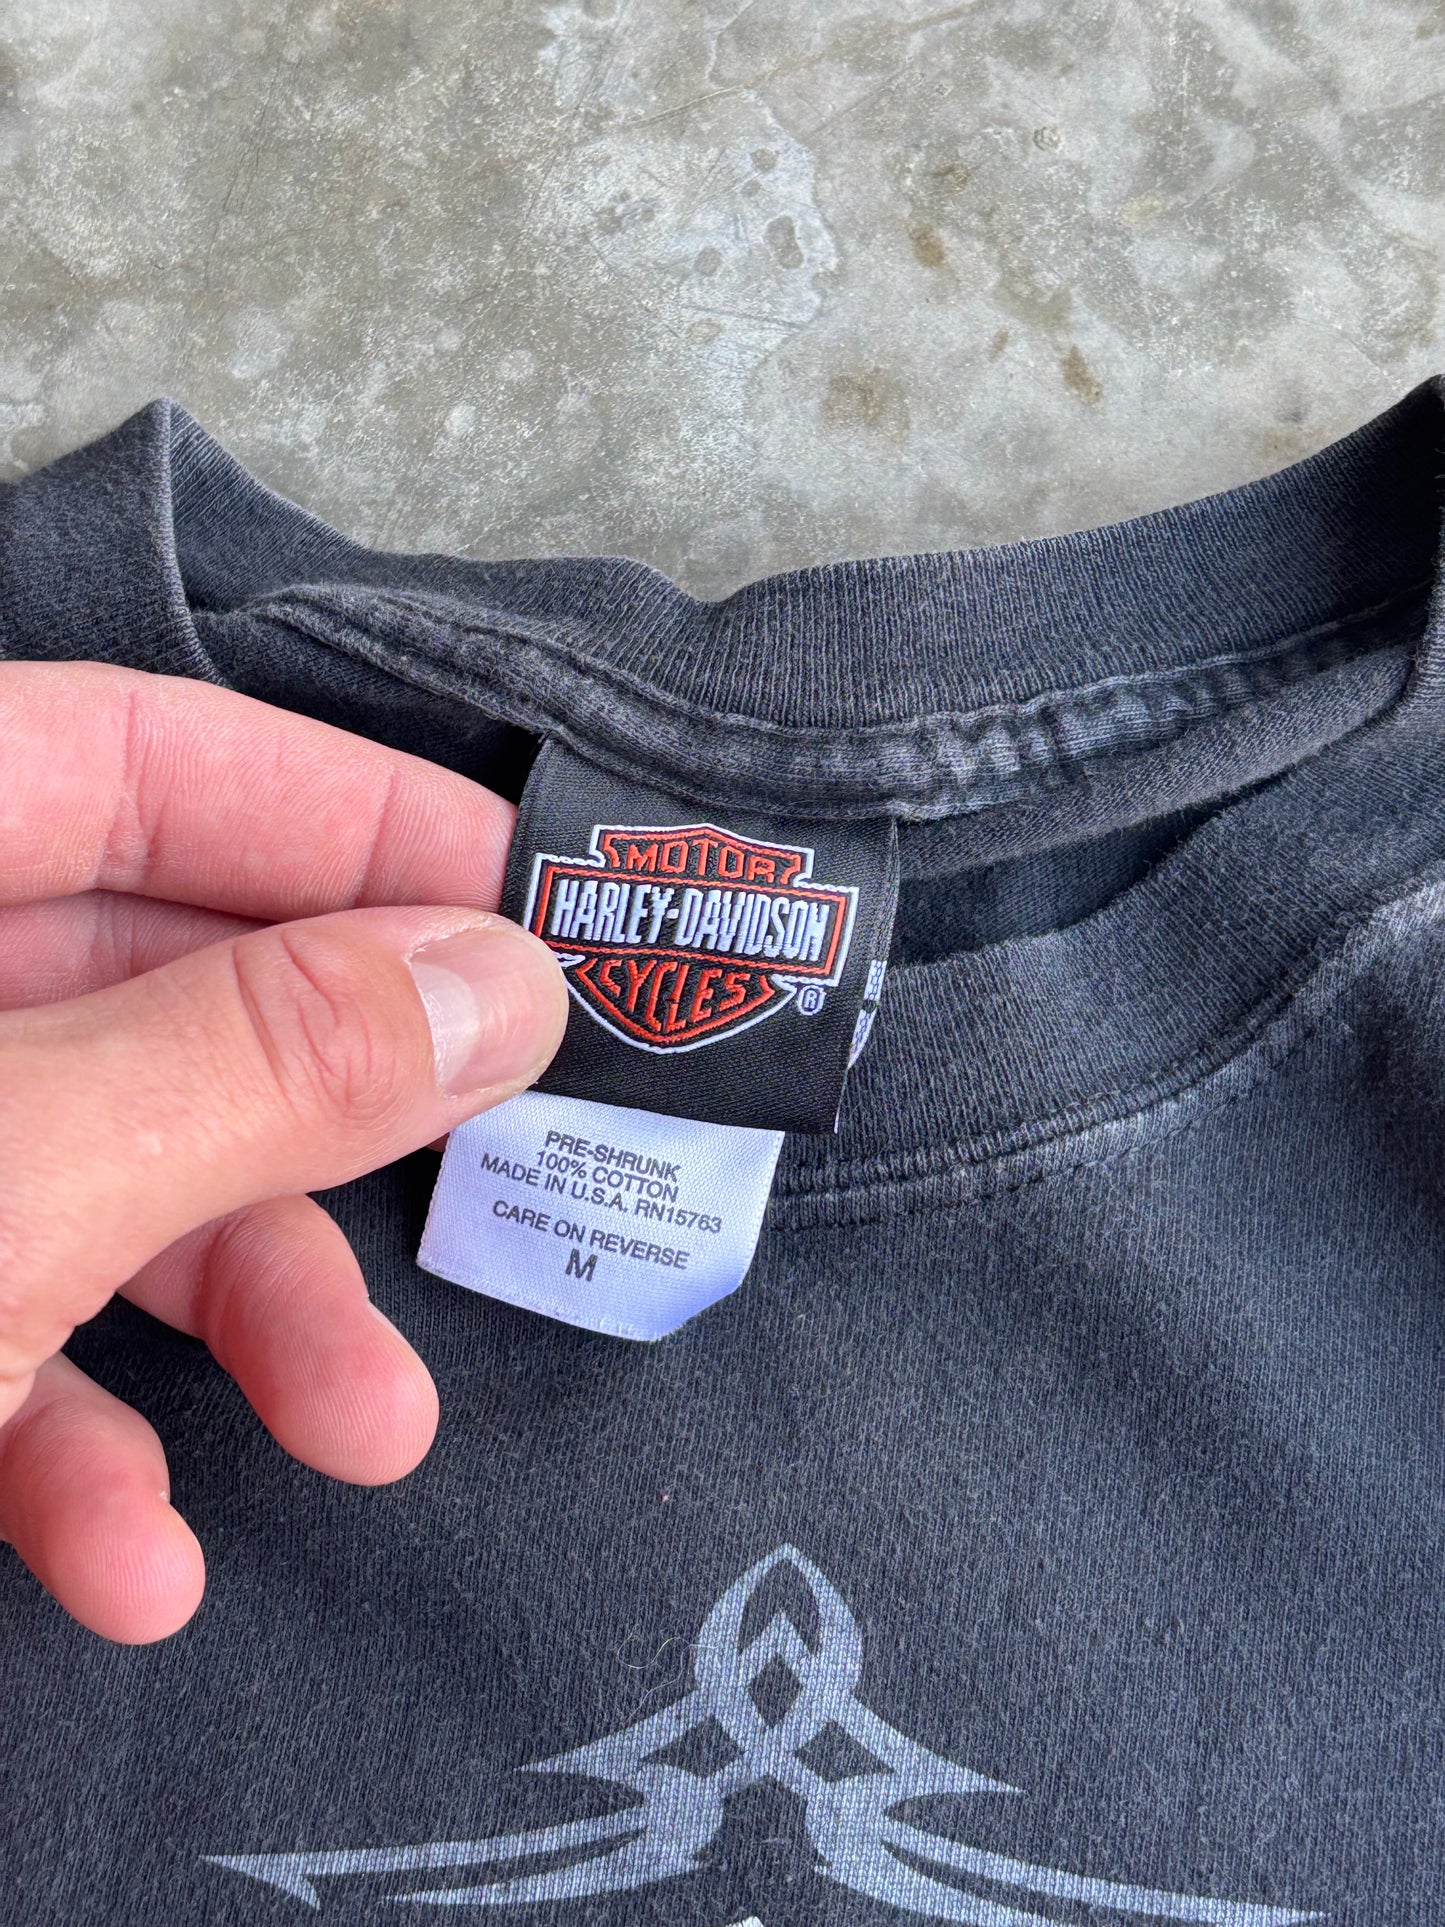 MOTOR
HARLEY-DAVIDSON
CYCLES
®
PRE-SHRUNK
100% COTTON
MADE IN U.S.A. RN15763
CARE ON REVERSE
M